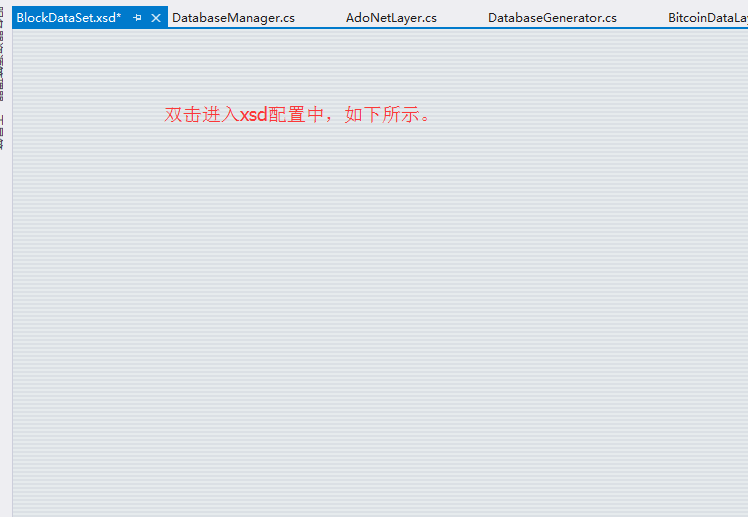 BlockDataSet.xsd* DatabaseManager.cs AdoNetLayer.cs DatabaseGenerator.cs BitcoinDataLay
双击进入xsd配置中，如下所示。